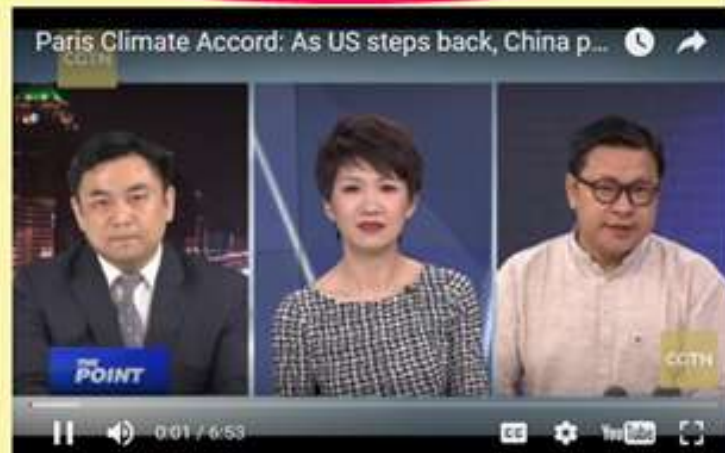 Paris Climate Accord: As US steps back, China p...
CGTN
THE
POINT
CGTN
0:01 / 6:53
CC
YouTube